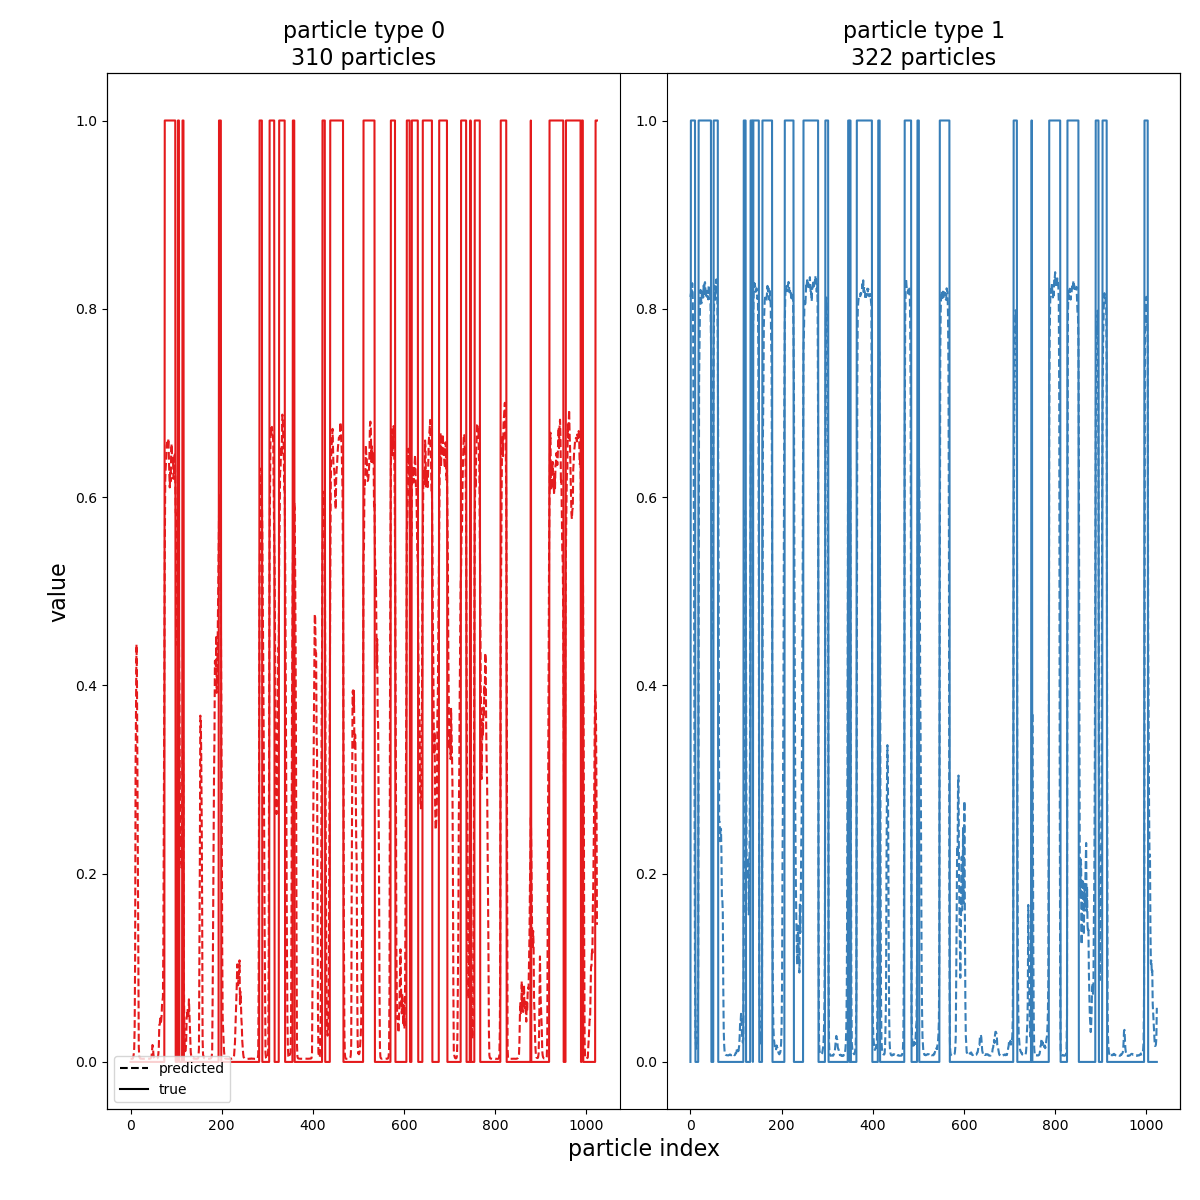 particle type 0
310 particles
particle type 1
322 particles
1.0
0.8
0.6
0.4
0.2
0.0
1.0
0.8
0.6
0.4
0.2
0.0
value
predicted
true
0 200 400 600 800 1000
0 200 400 600 800 1000
particle index